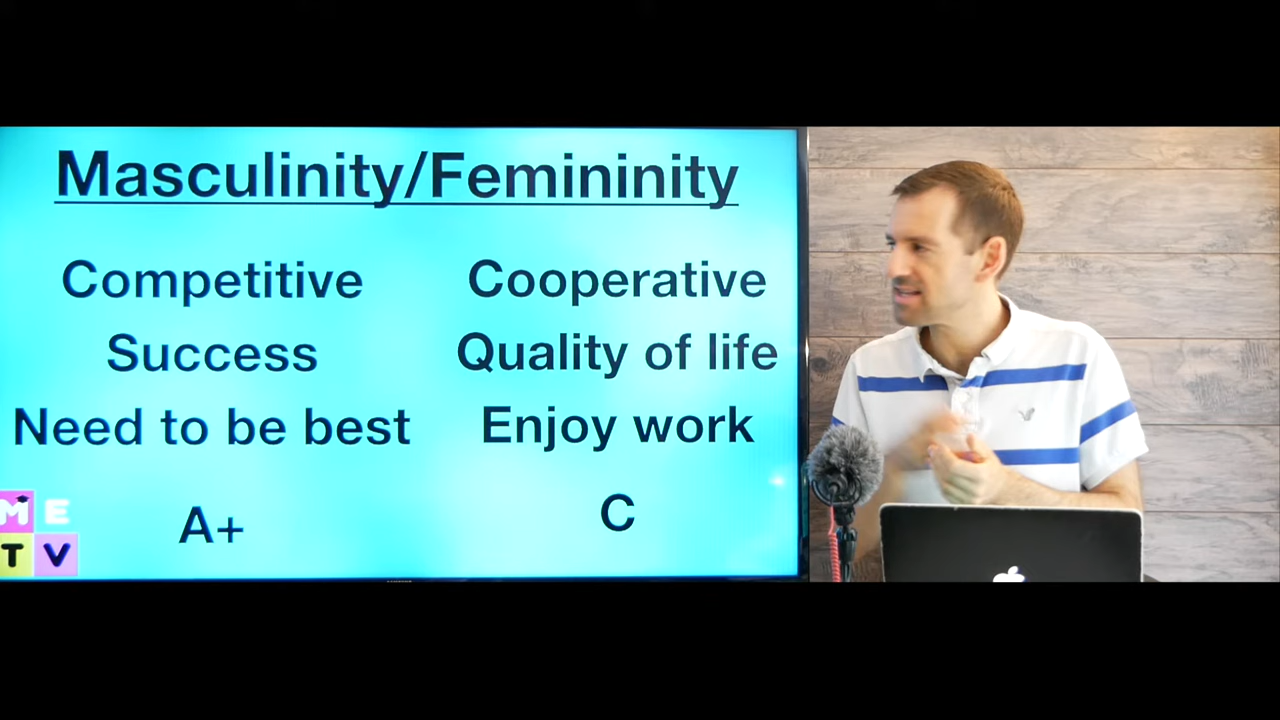 Masculinity/Femininity
Competitive
Cooperative
Success
Quality of life
Need to be best
Enjoy work
A+
C
M E
T V